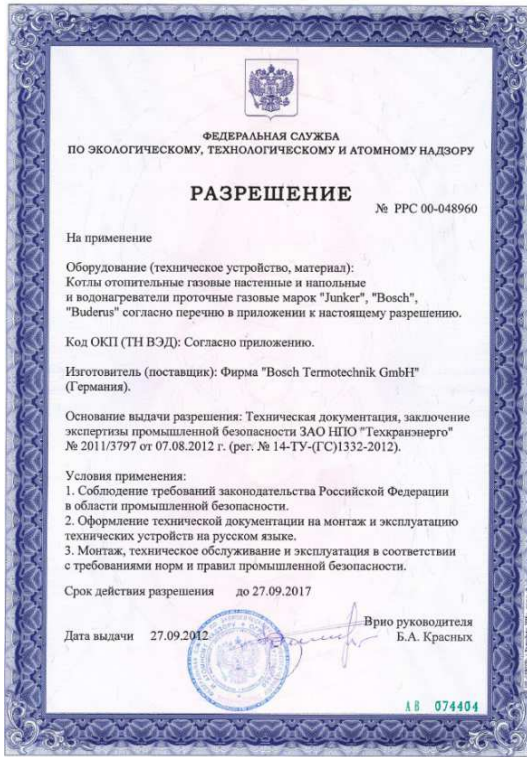 ФЕДЕРАЛЬНАЯ СЛУЖБА
ПО ЭКОЛОГИЧЕСКОМУ, ТЕХНОЛОГИЧЕСКОМУ И АТОМНОМУ НАДЗОРУ
РАЗРЕШЕНИЕ
№ РРС 00-048960
На применение
Оборудование (техническое устройство, материал):
Котлы отопительные газовые настенные и напольные
и водонагреватели проточные газовые марок "Junker", "Bosch",
"Buderus" согласно перечню в приложении к настоящему разрешению.
Код ОКП (ТН ВЭД): Согласно приложению.
Изготовитель (поставщик): Фирма "Bosch Termotechnik GmbH"
(Германия).
Основание выдачи разрешения: Техническая документация, заключение
экспертизы промышленной безопасности ЗАО НПО "Техкранэнерго"
№ 2011/3797 от 07.08.2012 г. (рег. № 14-ТУ-(ГС)1332-2012).
Условия применения:
1. Соблюдение требований законодательства Российской Федерации
в области промышленной безопасности.
2. Оформление технической документации на монтаж и эксплуатацию
технических устройств на русском языке.
3. Монтаж, техническое обслуживание и эксплуатация в соответствии
с требованиями норм и правил промышленной безопасности.
Срок действия разрешения до 27.09.2017
Врио руководителя
Дата выдачи 27.09.2012 Б.А. Красных
АВ 074404